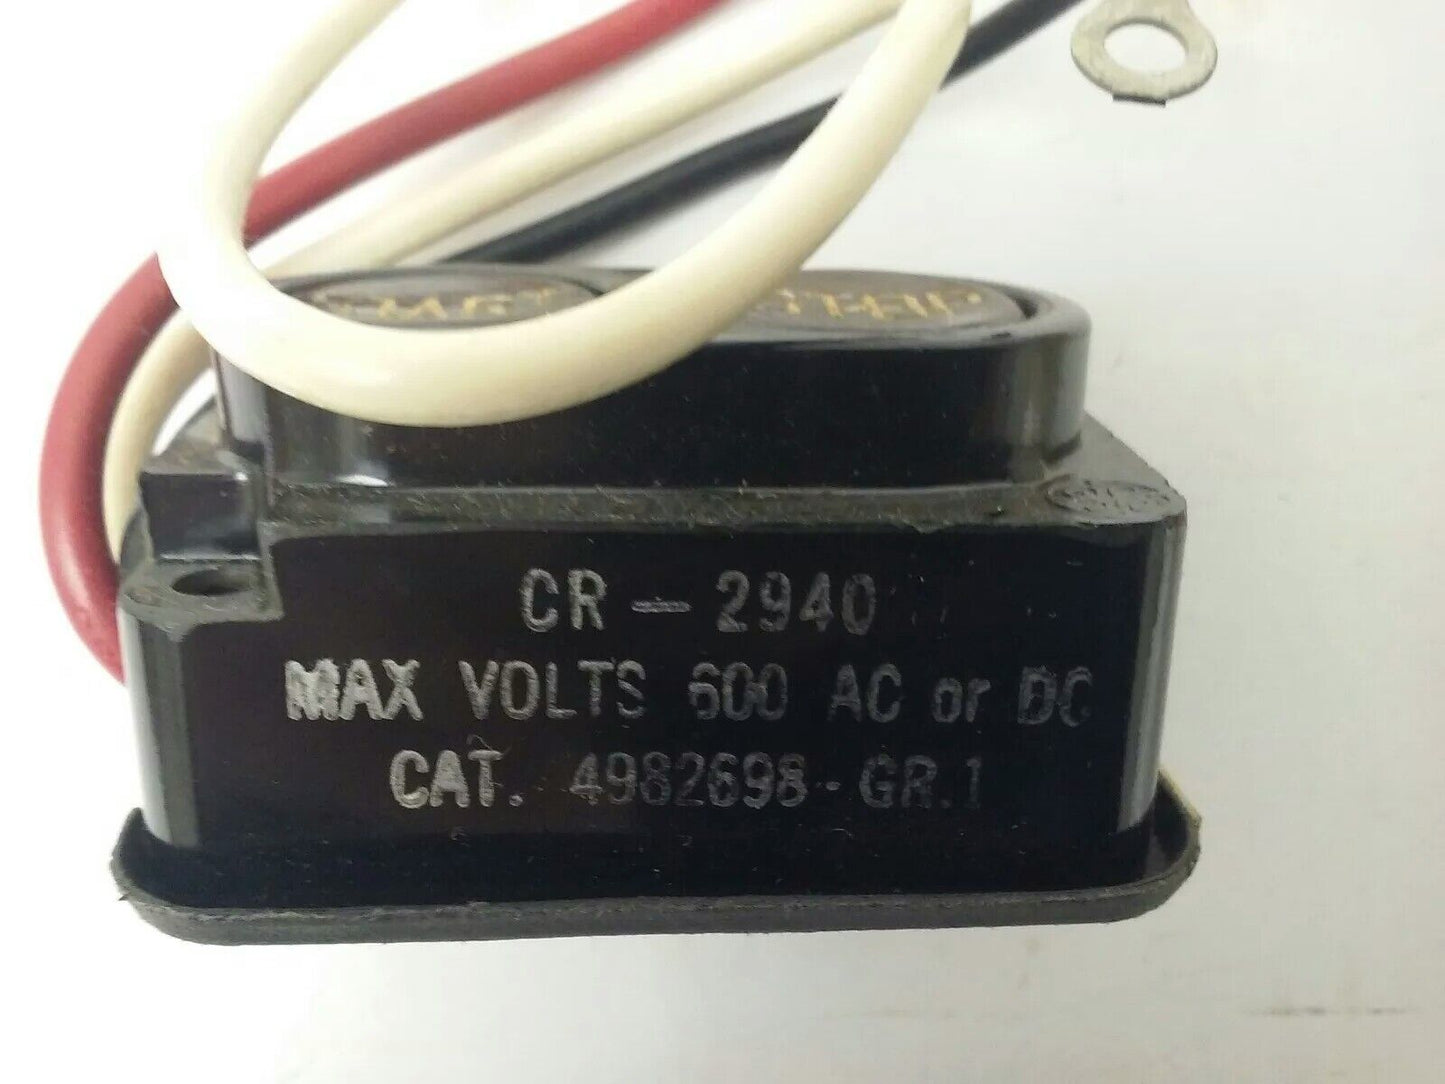 CR - 2940
MAX VOLTS 600 AC or DC
CAT. 4982698 - GR. 1